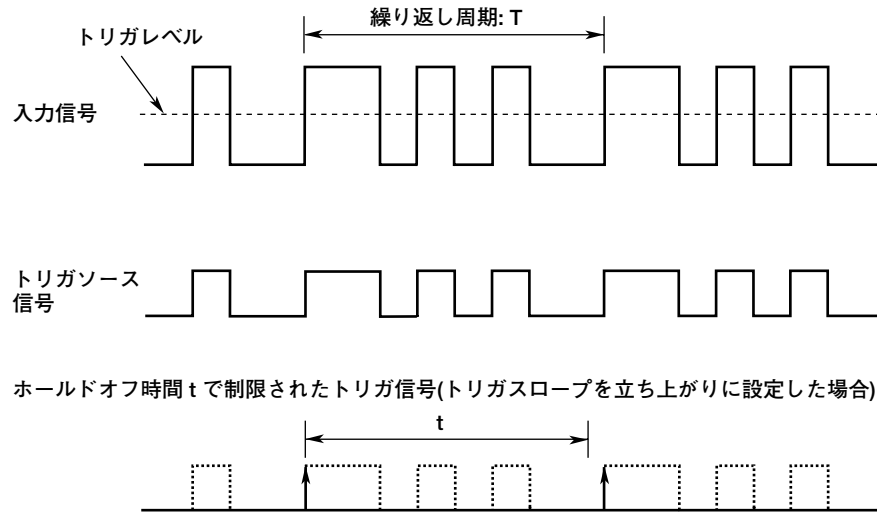 繰り返し周期: T
トリガレベル
入力信号
トリガソース
信号
ホールドオフ時間 t で制限されたトリガ信号(トリガスロープを立ち上がりに設定した場合)
t